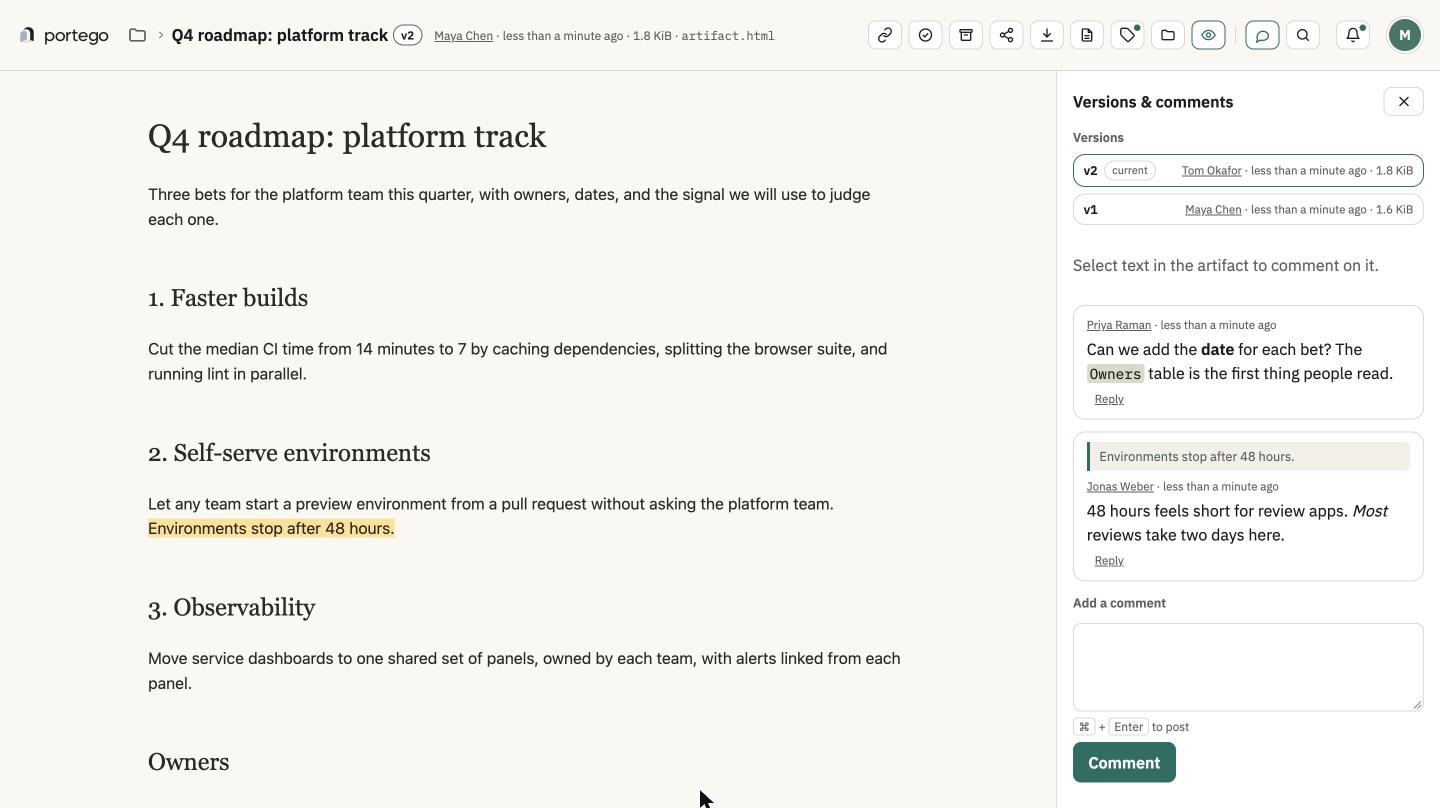 portego
Q4 roadmap: platform track v2 Maya Chen · less than a minute ago · 1.8 KiB · artifact.html
M
Q4 roadmap: platform track
Three bets for the platform team this quarter, with owners, dates, and the signal we will use to judge
each one.
1. Faster builds
Cut the median CI time from 14 minutes to 7 by caching dependencies, splitting the browser suite, and
running lint in parallel.
2. Self-serve environments
Let any team start a preview environment from a pull request without asking the platform team.
Environments stop after 48 hours.
3. Observability
Move service dashboards to one shared set of panels, owned by each team, with alerts linked from each
panel.
Owners
Versions & comments
Versions
v2 current Tom Okafor · less than a minute ago · 1.8 KiB
v1 Maya Chen · less than a minute ago · 1.6 KiB
Select text in the artifact to comment on it.
Priya Raman · less than a minute ago
Can we add the date for each bet? The
Owners table is the first thing people read.
Reply
Environments stop after 48 hours.
Jonas Weber · less than a minute ago
48 hours feels short for review apps. Most
reviews take two days here.
Reply
Add a comment
⌘ + Enter to post
Comment